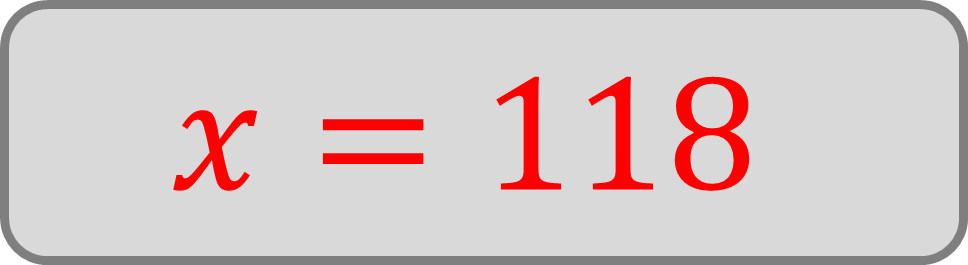 x = 118